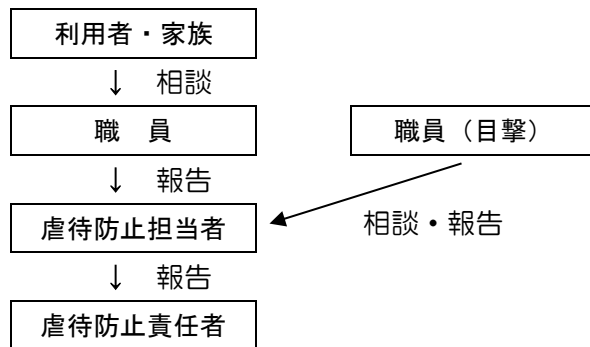 利用者・家族
↓ 相談
職 員
職員（目撃）
↓ 報告
虐待防止担当者
相談・報告
↓ 報告
虐待防止責任者